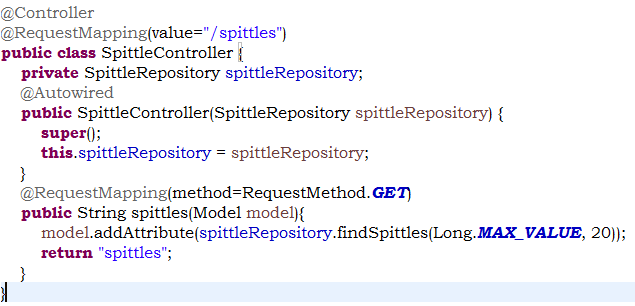 @Controller
@RequestMapping(value="/spittles")
public class SpittleController {
private SpittleRepository spittleRepository;
@Autowired
public SpittleController(SpittleRepository spittleRepository) {
super();
this.spittleRepository = spittleRepository;
}
@RequestMapping(method=RequestMethod.GET)
public String spittles(Model model){
model.addAttribute(spittleRepository.findSpittles(Long.MAX_VALUE, 20));
return "spittles";
}
}